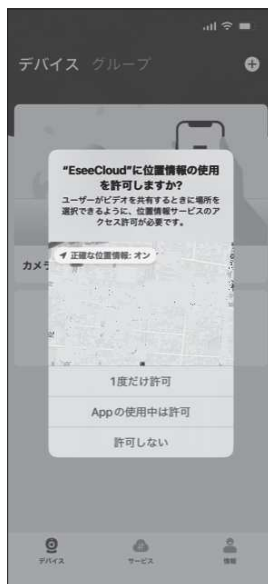 デバイス グループ
"EseeCloud"に位置情報の使用
を許可しますか?
ユーザーがビデオを共有するときに場所を
選択できるように、位置情報サービスのア
クセス許可が必要です。
カメラ
正確な位置情報: オン
1度だけ許可
Appの使用中は許可
許可しない
デバイス
サービス
情報